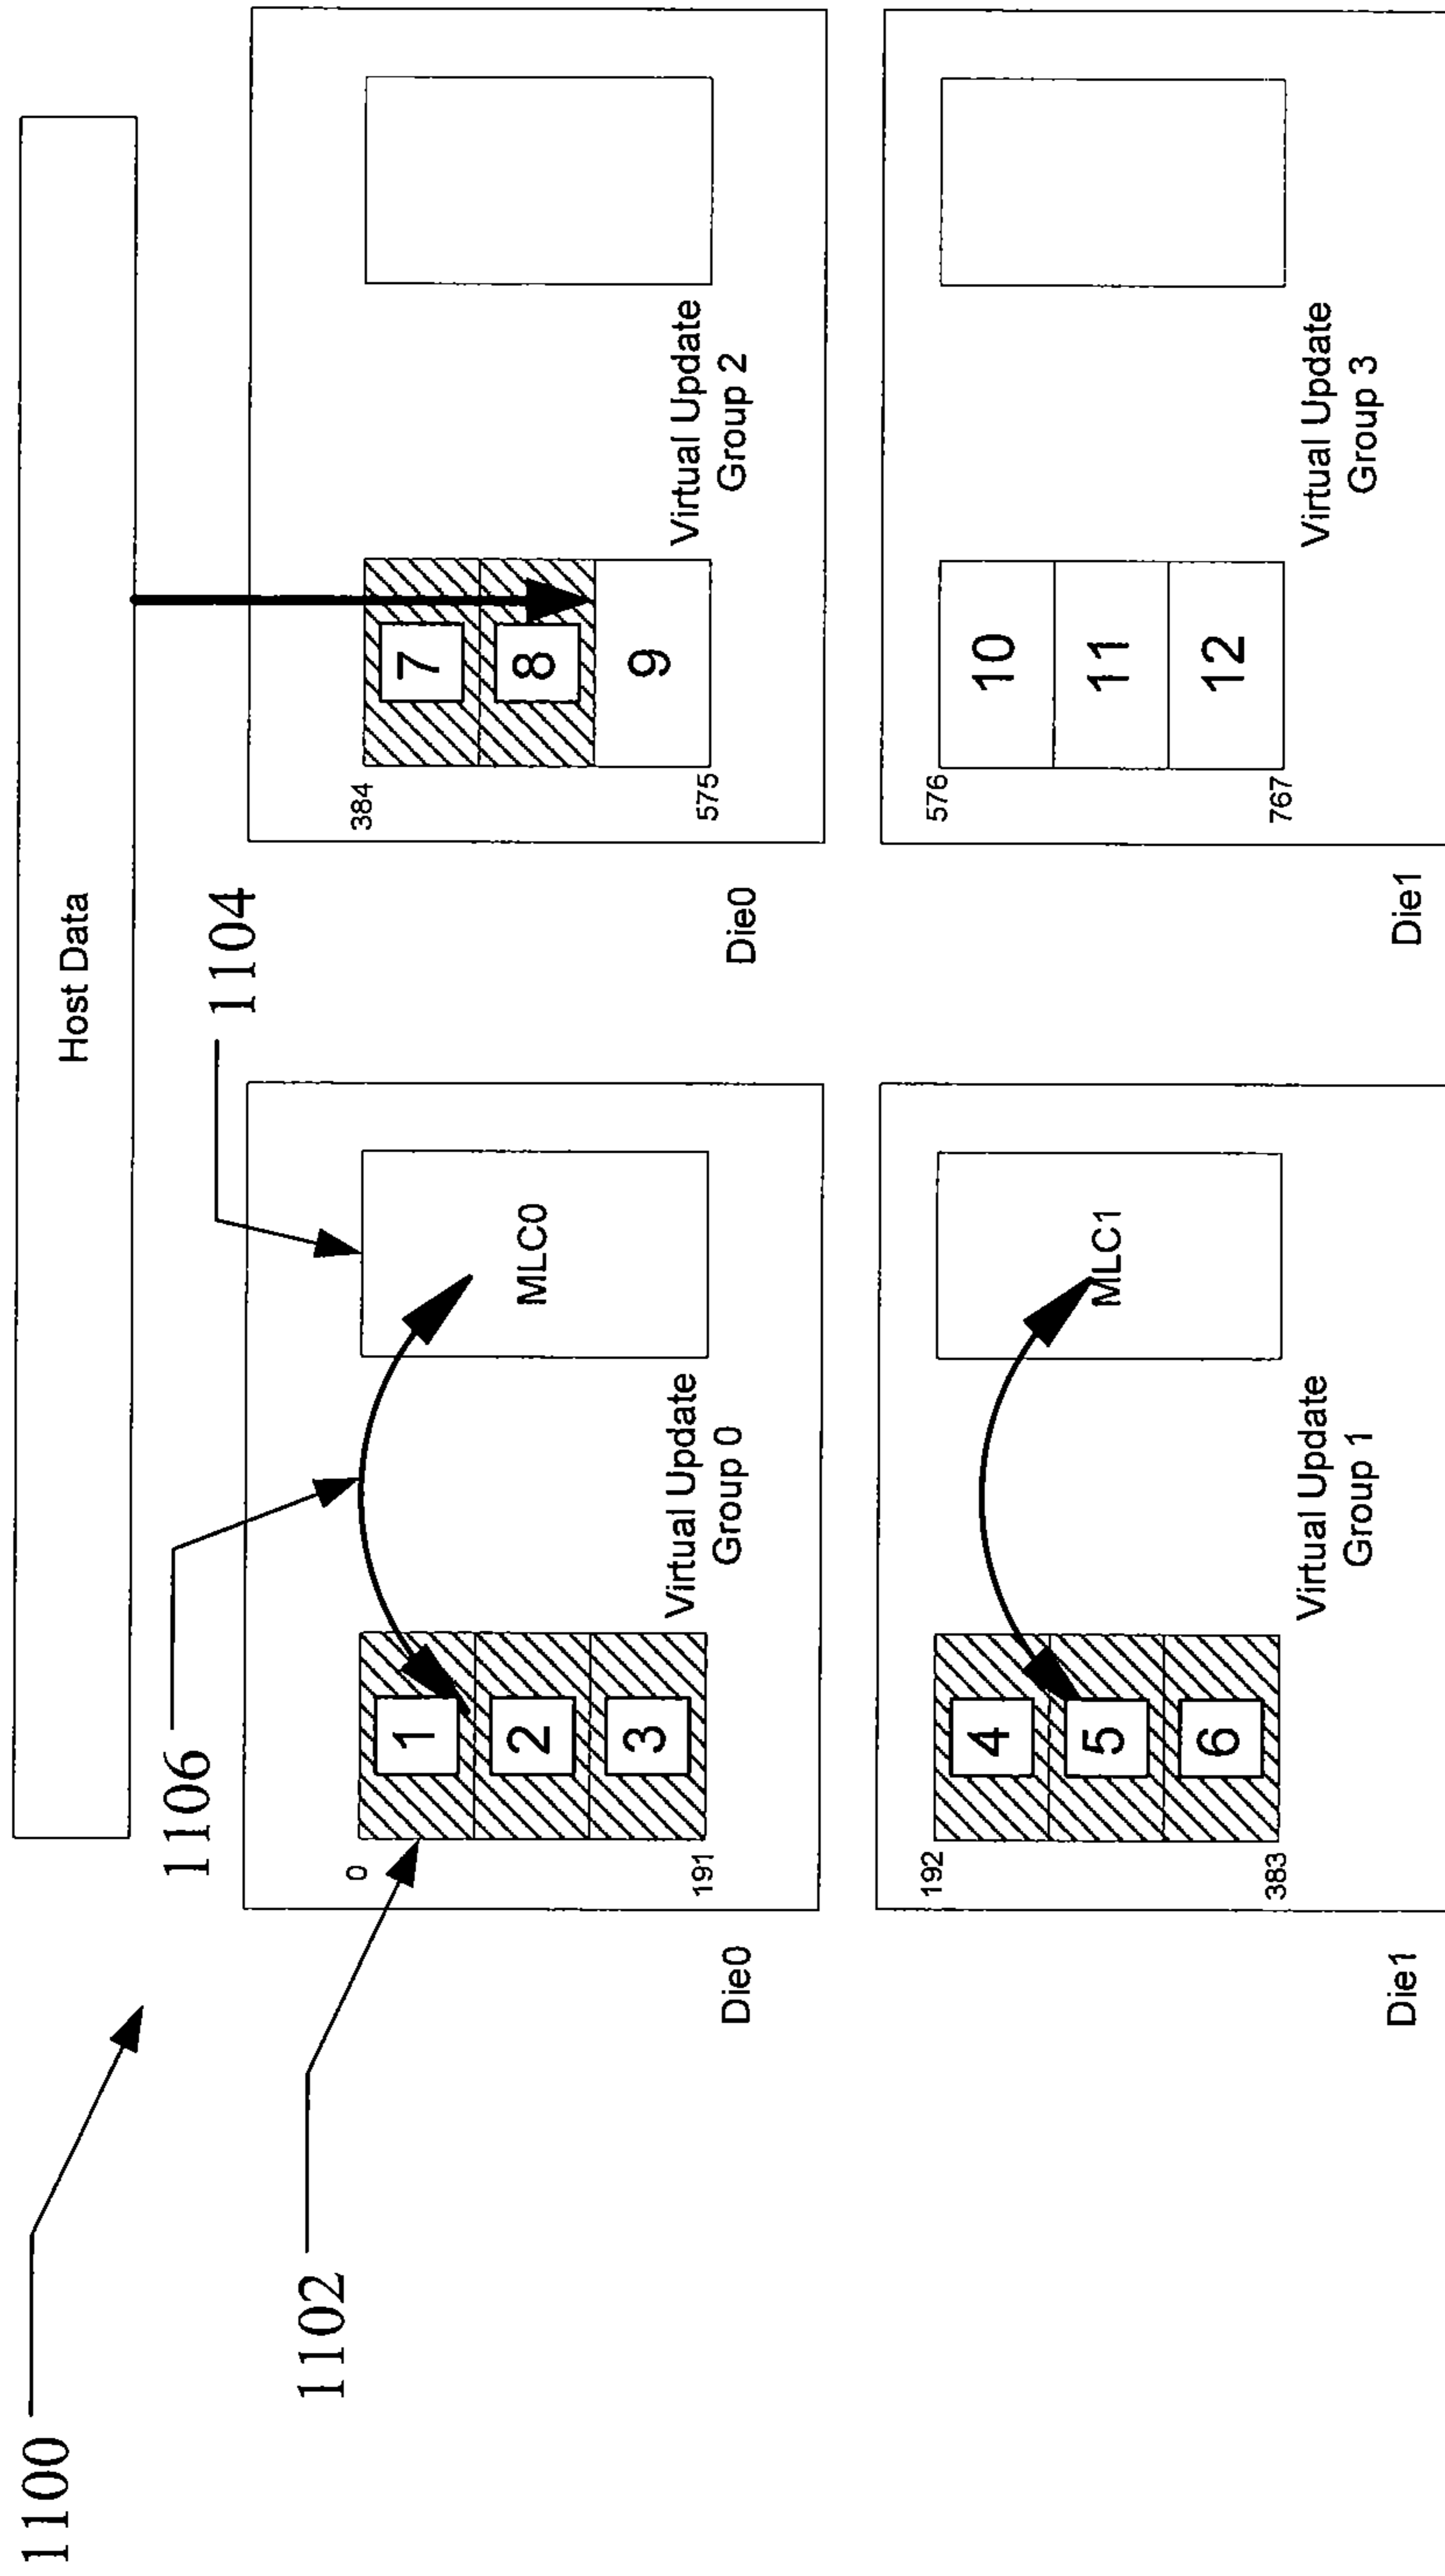 1100
Host Data
1106
1104
1102
0
1
2
3
191
MLC0
Virtual Update
Group 0
Die0
384
7
8
9
575
Virtual Update
Group 2
Die0
192
4
5
6
383
MLC1
Virtual Update
Group 1
Die1
576
10
11
12
767
Virtual Update
Group 3
Die1